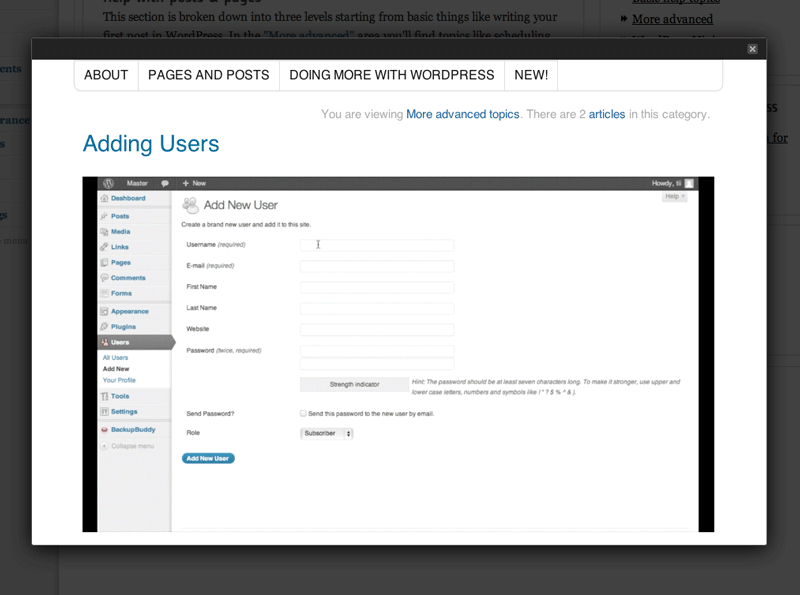 Help with posts & pages
This section is broken down into three levels starting from basic things like writing your
first post in WordPress. In the "More advanced" area you'll find topics like scheduling
Basic help topics
More advanced
ents
rance
s
gs
menu
ss
n for
ABOUT
PAGES AND POSTS
DOING MORE WITH WORDPRESS
NEW!
You are viewing More advanced topics. There are 2 articles in this category.
Adding Users
Master
+ New
Howdy, tii
Dashboard
Posts
Media
Links
Pages
Comments
Forms
Appearance
Plugins
Users
All Users
Add New
Your Profile
Tools
Settings
BackupBuddy
Collapse menu
Help
Add New User
Create a brand new user and add it to this site.
Username (required)
E-mail (required)
First Name
Last Name
Website
Password (twice, required)
Strength indicator
Hint: The password should be at least seven characters long. To make it stronger, use upper and
lower case letters, numbers and symbols like ! " ? $ % ^ & ).
Send Password?
Send this password to the new user by email.
Role
Subscriber
Add New User